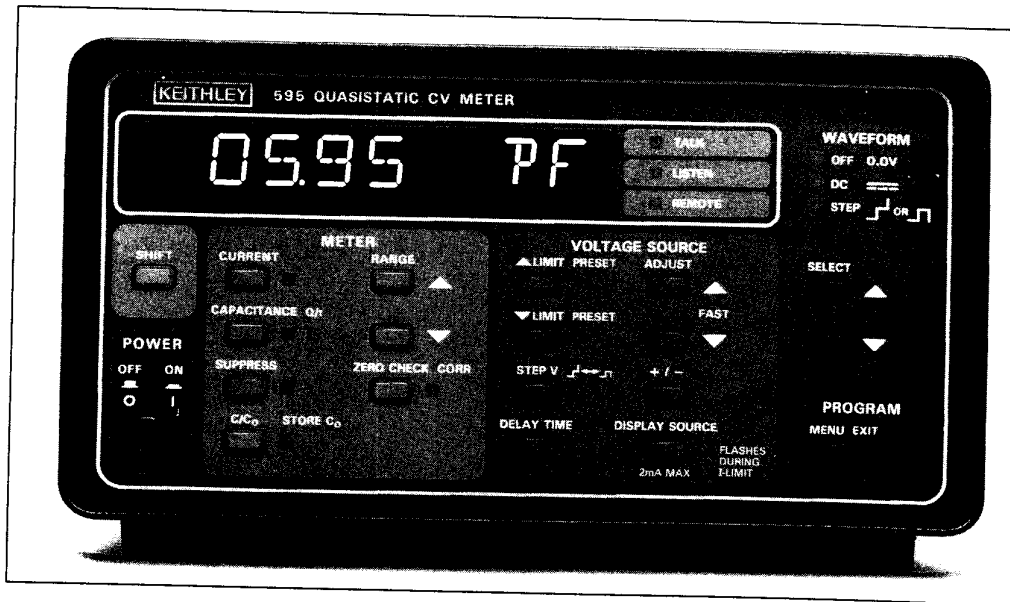 KEITHLEY 595 QUASISTATIC CV METER
05.95 PF
TALK
LISTEN
REMOTE
WAVEFORM
OFF 0.0V
DC
STEP OR
SHIFT
POWER
OFF ON
O I
METER
CURRENT
RANGE
CAPACITANCE Q/t
SUPPRESS
ZERO CHECK CORR
C/C₀ STORE C₀
VOLTAGE SOURCE
LIMIT PRESET
ADJUST
LIMIT PRESET
FAST
STEP V
+/−
DELAY TIME
DISPLAY SOURCE
2mA MAX
FLASHES
DURING
I-LIMIT
SELECT
PROGRAM
MENU EXIT